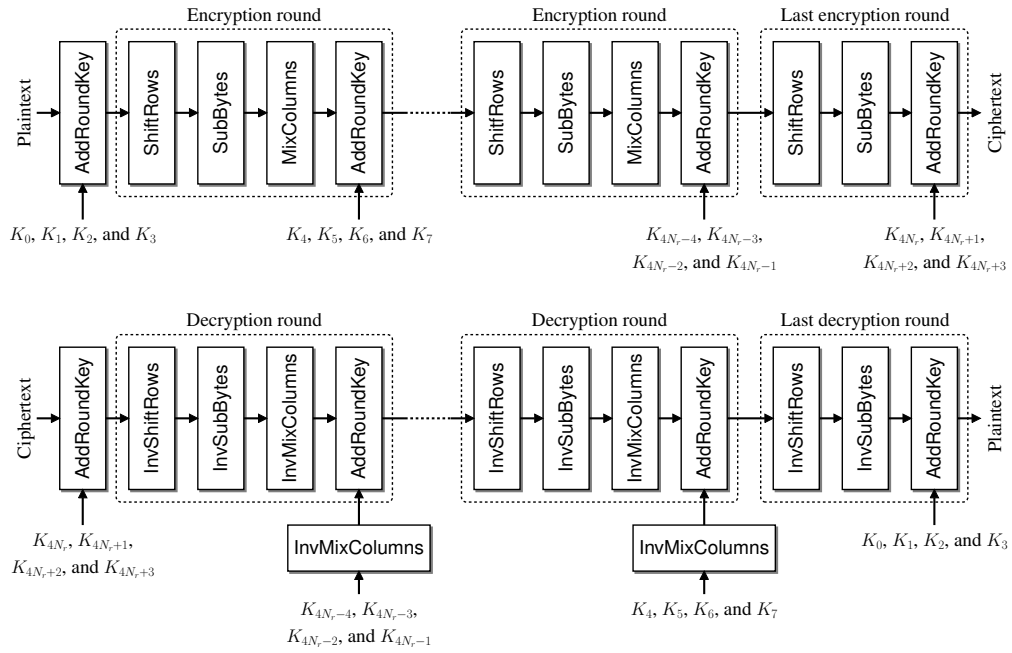 Encryption round
Encryption round
Last encryption round
Plaintext
AddRoundKey
ShiftRows
SubBytes
MixColumns
AddRoundKey
ShitfRows
SubBytes
MixColumns
AddRoundKey
ShiftRows
SubBytes
AddRoundKey
Ciphertext
K_0, K_1, K_2, and K_3
K_4, K_5, K_6, and K_7
K_{4N_r−4}, K_{4N_r−3},
K_{4N_r−2}, and K_{4N_r−1}
K_{4N_r}, K_{4N_r+1},
K_{4N_r+2}, and K_{4N_r+3}
Decryption round
Decryption round
Last decryption round
Ciphertext
AddRoundKey
InvShiftRows
InvSubBytes
InvMixColumns
AddRoundKey
InvShiftRows
InvSubBytes
InvMixColumns
AddRoundKey
InvShiftRows
InvSubBytes
AddRoundKey
Plaintext
K_{4N_r}, K_{4N_r+1},
K_{4N_r+2}, and K_{4N_r+3}
InvMixColumns
K_{4N_r−4}, K_{4N_r−3},
K_{4N_r−2}, and K_{4N_r−1}
InvMixColumns
K_4, K_5, K_6, and K_7
K_0, K_1, K_2, and K_3